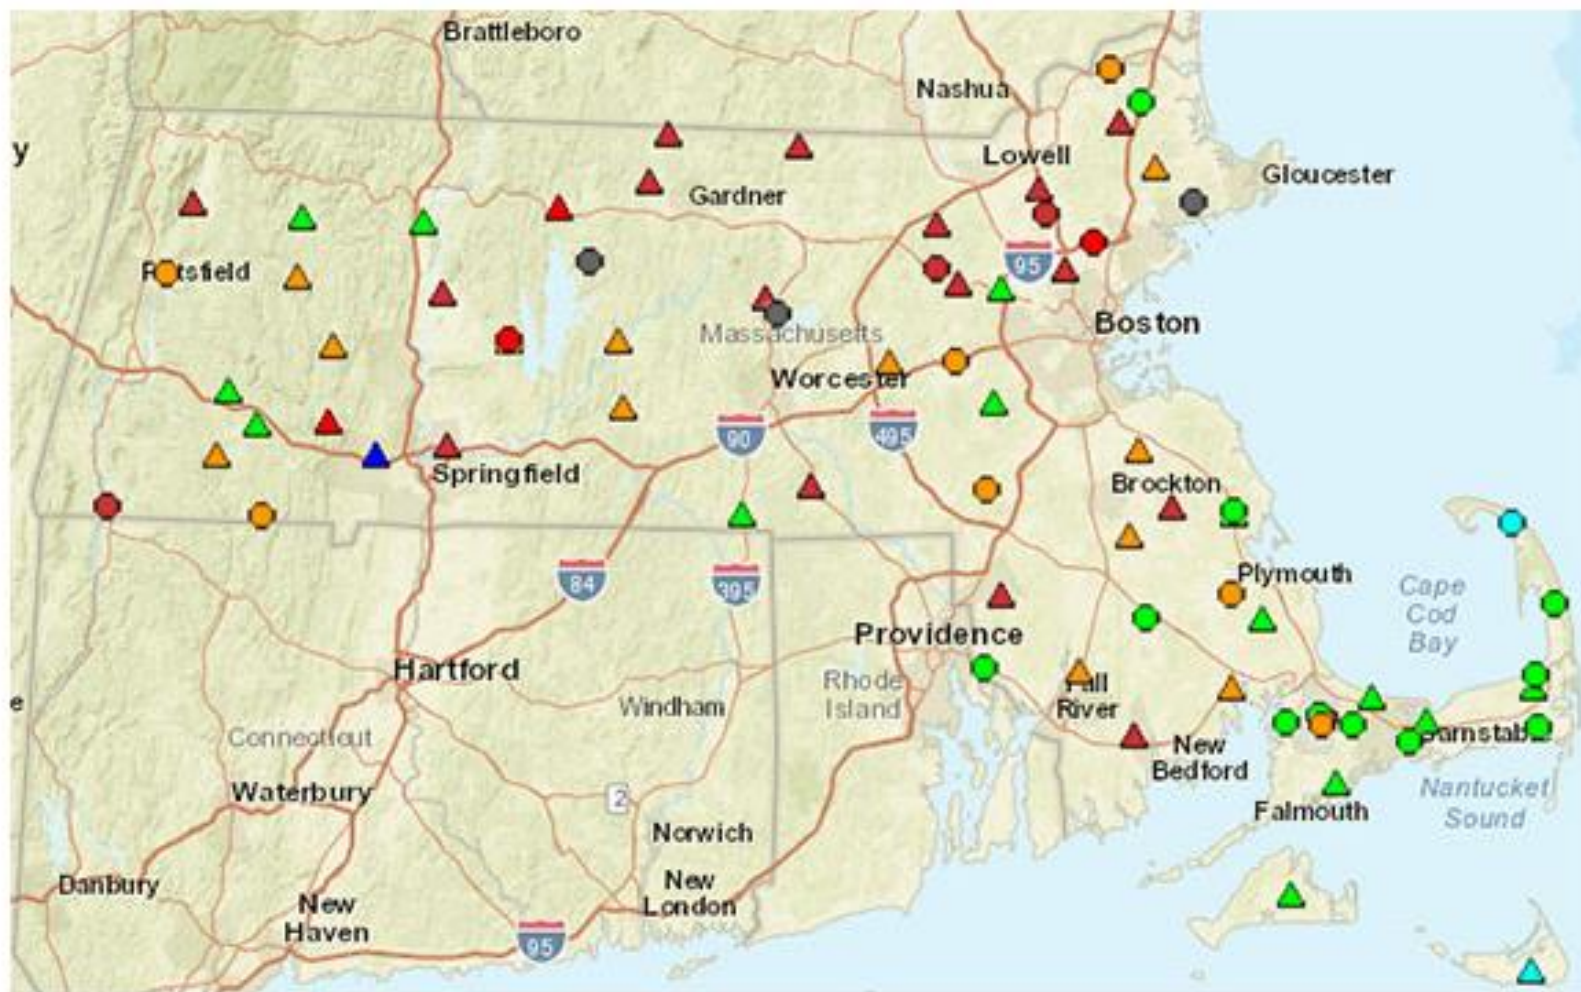 Brattleboro
Nashua
y
Lowell
Gloucester
Gardner
95
Massachusetts
Boston
Worcester
90
495
Springfield
Brockton
84
395
Plymouth
Cape
Cod
Bay
Providence
Hartford
Rhode
Island
e
Windham
Fall
River
Connecticut
New
Bedford
Waterbury
2
Nantucket
Sound
Falmouth
Norwich
Danbury
New
London
New
Haven
95